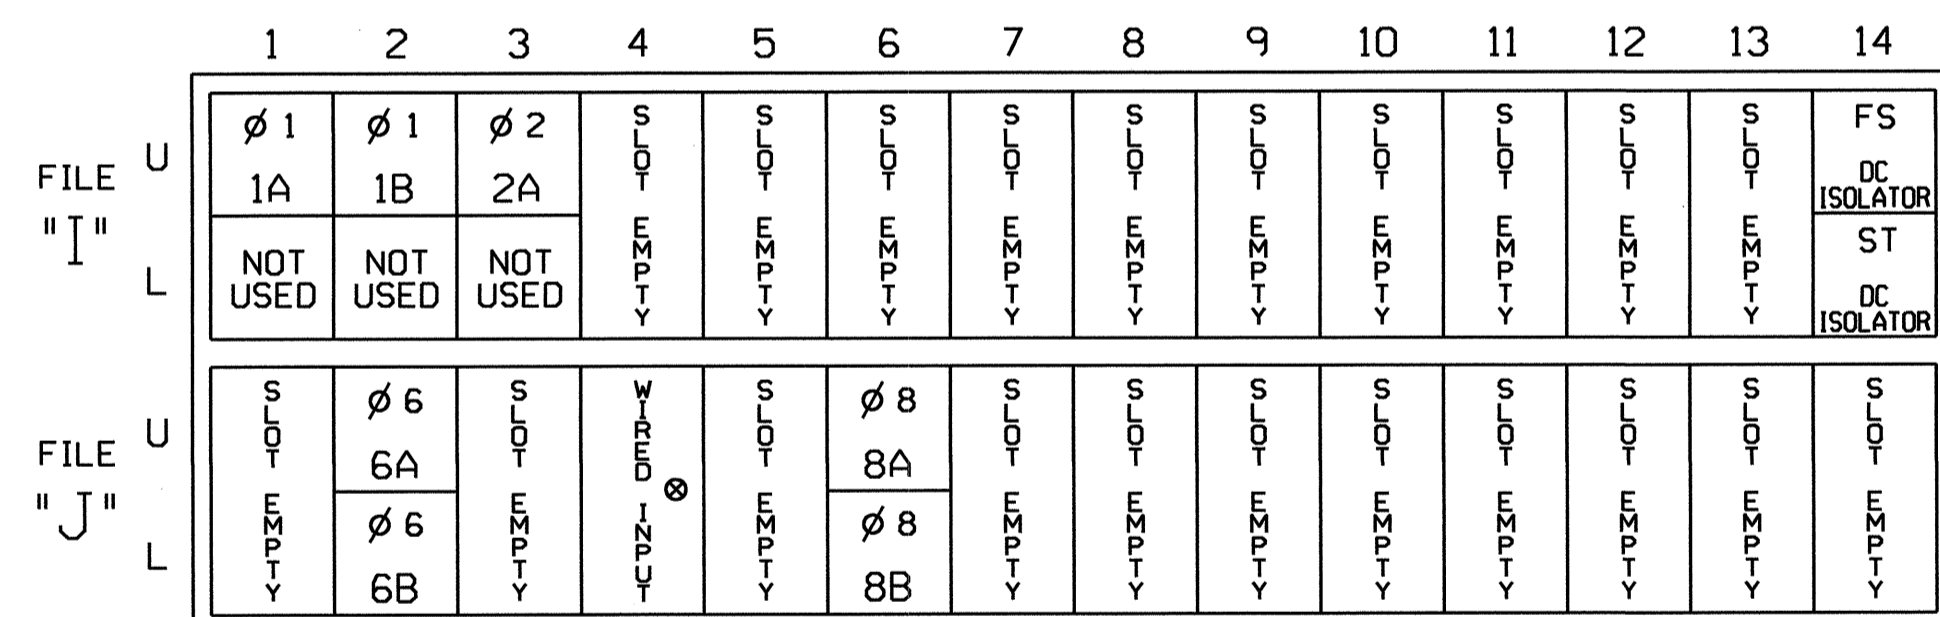 1 2 3 4 5 6 7 8 9 10 11 12 13 14
FILE "I"
U
L
Ø 1 1A
NOT USED
Ø 1 1B
NOT USED
Ø 2 2A
NOT USED
SLOT EMPTY
SLOT EMPTY
SLOT EMPTY
SLOT EMPTY
SLOT EMPTY
SLOT EMPTY
SLOT EMPTY
SLOT EMPTY
SLOT EMPTY
SLOT EMPTY
FS DC ISOLATOR
ST DC ISOLATOR
FILE "J"
U
L
SLOT EMPTY
Ø 6 6A
Ø 6 6B
SLOT EMPTY
WIRED INPUT ⊗
SLOT EMPTY
Ø 8 8A
Ø 8 8B
SLOT EMPTY
SLOT EMPTY
SLOT EMPTY
SLOT EMPTY
SLOT EMPTY
SLOT EMPTY
SLOT EMPTY
SLOT EMPTY